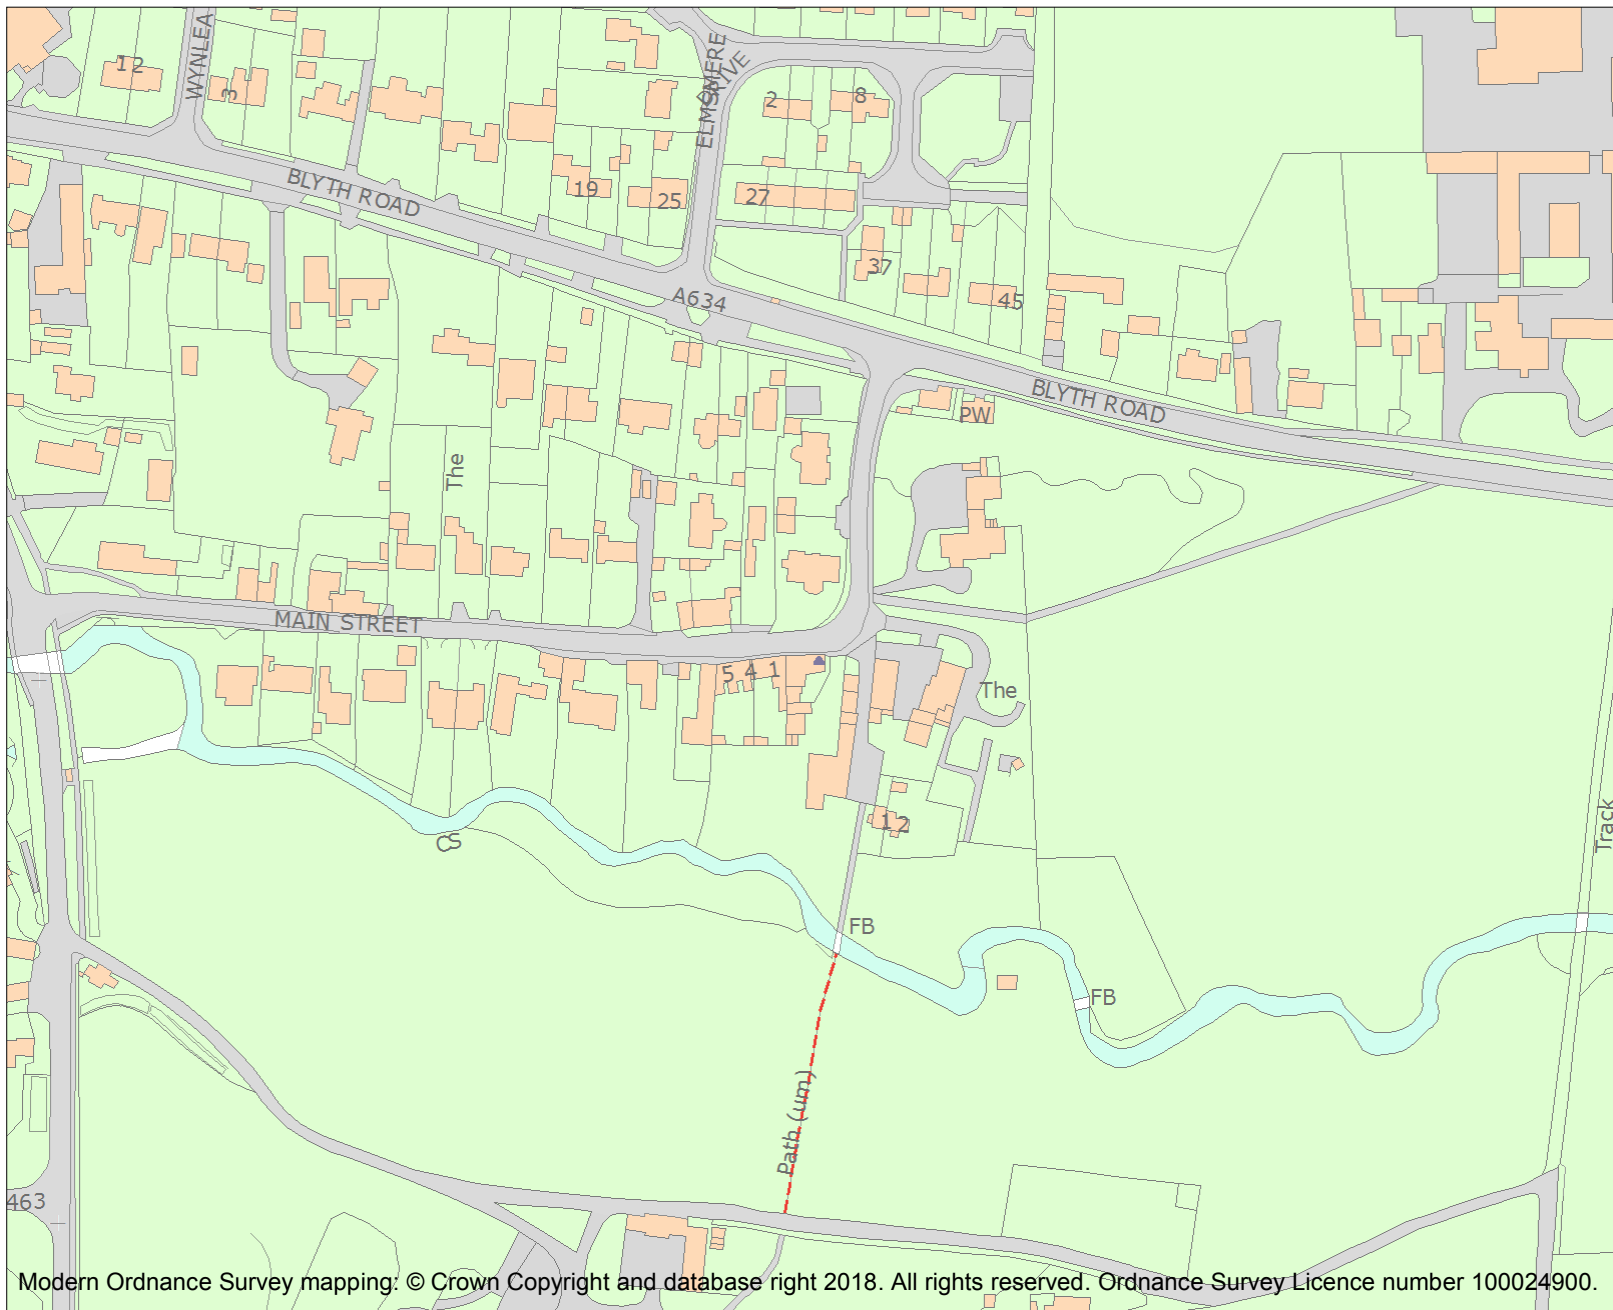 WYNLEA
12
3
ELMSMERE
DRIVE
2
8
BLYTH ROAD
19
25
27
37
45
A634
BLYTH ROAD
PW
The
MAIN STREET
5 4 1
The
12
CS
FB
FB
Track
Path (um)
463
Modern Ordnance Survey mapping: © Crown Copyright and database right 2018. All rights reserved. Ordnance Survey Licence number 100024900.